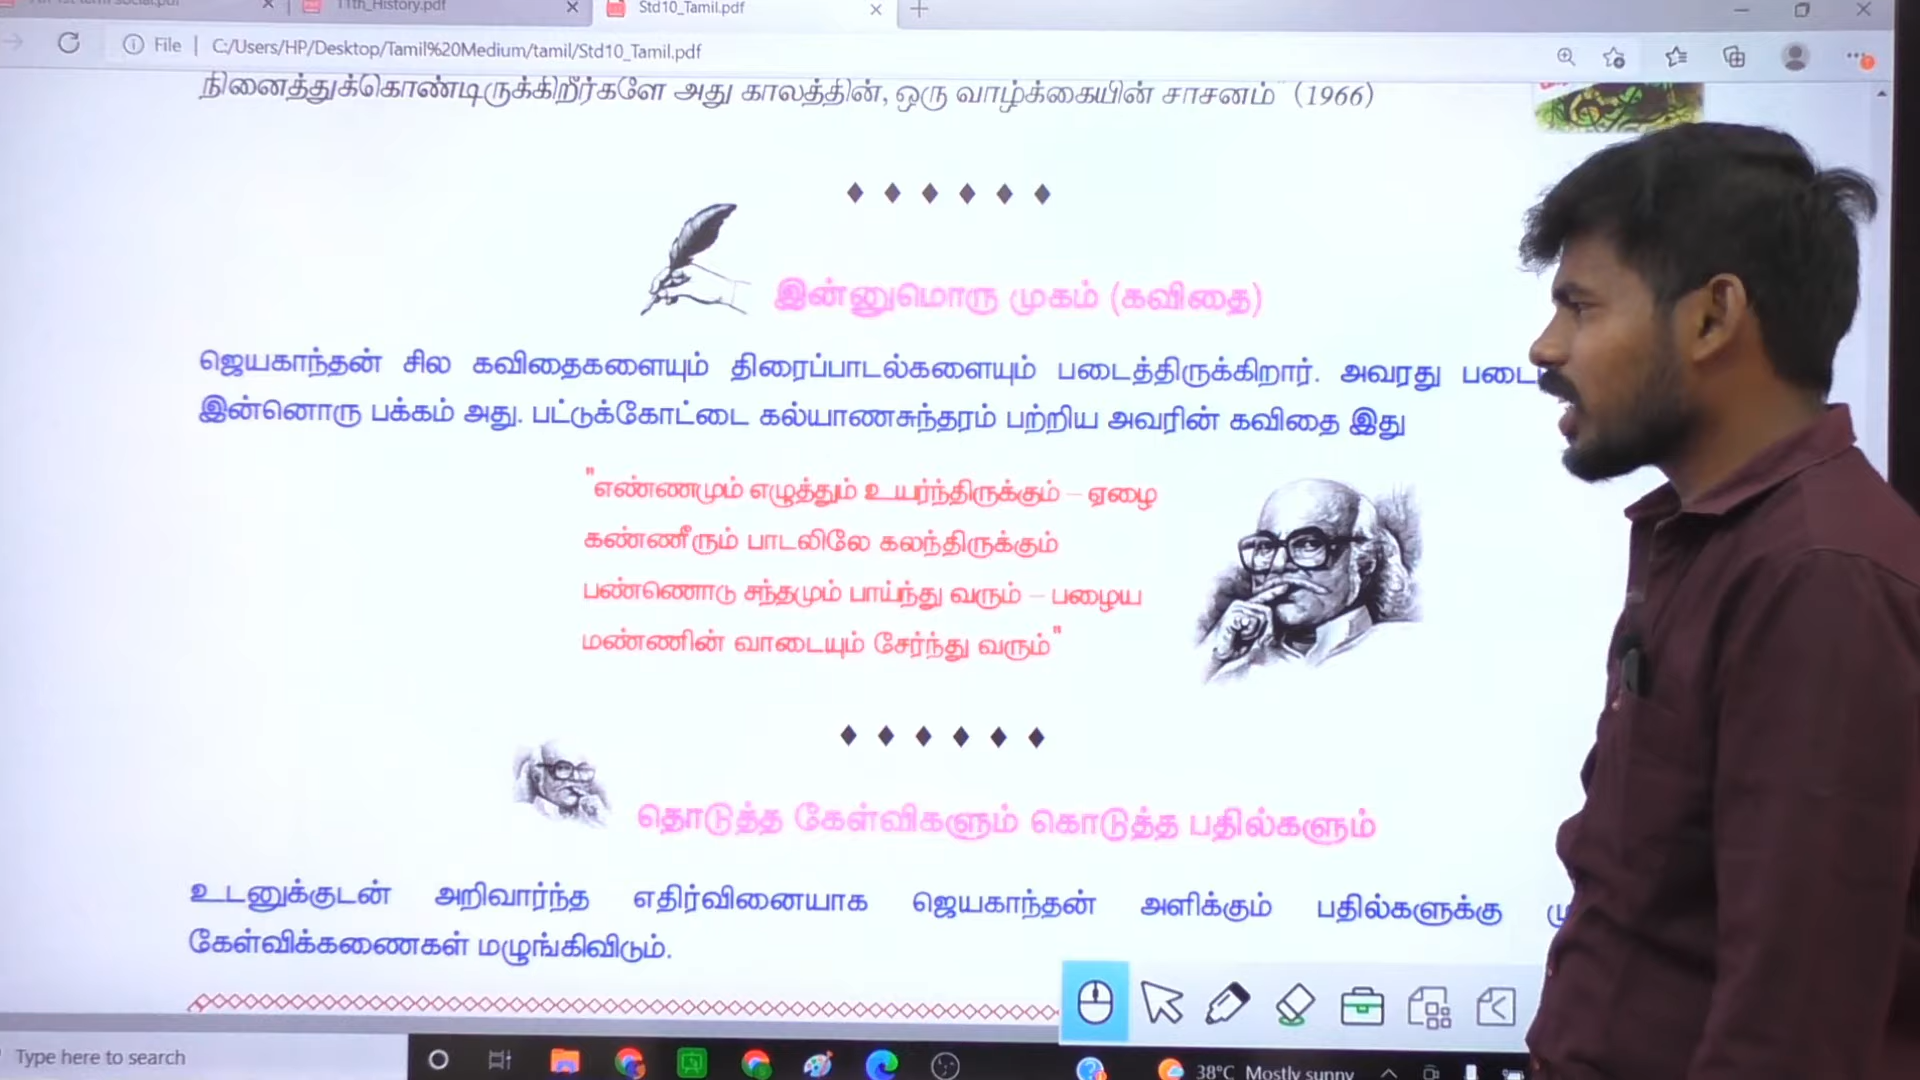 11th_History.pdf
Std10_Tamil.pdf
File | C:/Users/HP/Desktop/Tamil%20Medium/tamil/Std10_Tamil.pdf
நினைத்துக்கொண்டிருக்கிறீர்களே அது காலத்தின், ஒரு வாழ்க்கையின் சாசனம்" (1966)
இன்னுமொரு முகம் (கவிதை)
ஜெயகாந்தன் சில கவிதைகளையும் திரைப்பாடல்களையும் படைத்திருக்கிறார். அவரது
இன்னொரு பக்கம் அது. பட்டுக்கோட்டை கல்யாணசுந்தரம் பற்றிய அவரின் கவிதை இது
"எண்ணமும் எழுத்தும் உயர்ந்திருக்கும் – ஏழை
கண்ணீரும் பாடலிலே கலந்திருக்கும்
பண்ணொடு சந்தமும் பாய்ந்து வரும் – பழைய
மண்ணின் வாடையும் சேர்ந்து வரும்"
தொடுத்த கேள்விகளும் கொடுத்த பதில்களும்
உடனுக்குடன் அறிவார்ந்த எதிர்வினையாக ஜெயகாந்தன் அளிக்கும் பதில்களுக்கு
கேள்விக்கணைகள் மழுங்கிவிடும்.
Type here to search
38°C Mostly sunny